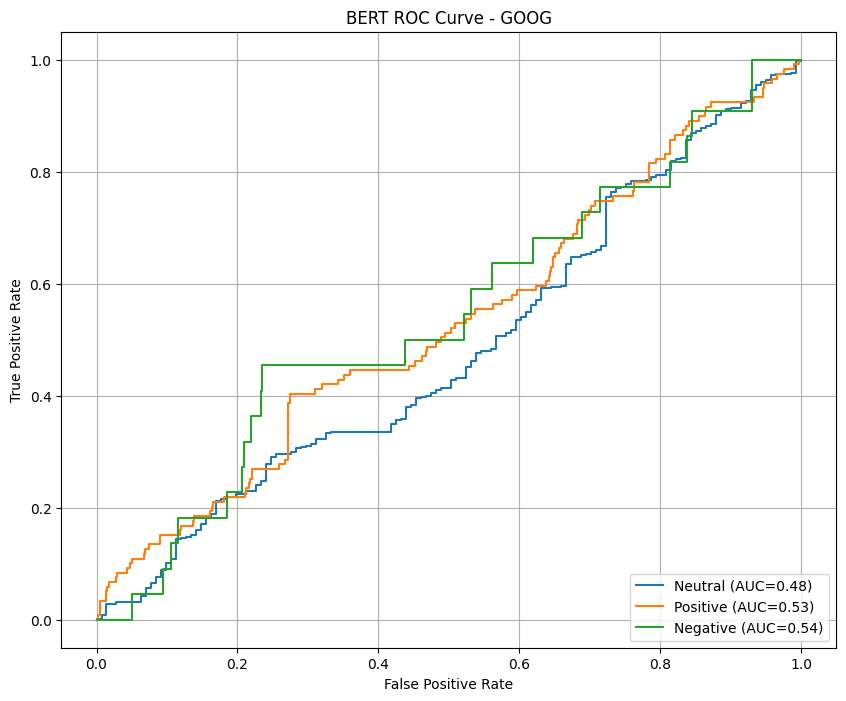 BERT ROC Curve - GOOG
True Positive Rate
1.0
0.8
0.6
0.4
0.2
0.0
Neutral (AUC=0.48)
Positive (AUC=0.53)
Negative (AUC=0.54)
0.0 0.2 0.4 0.6 0.8 1.0
False Positive Rate